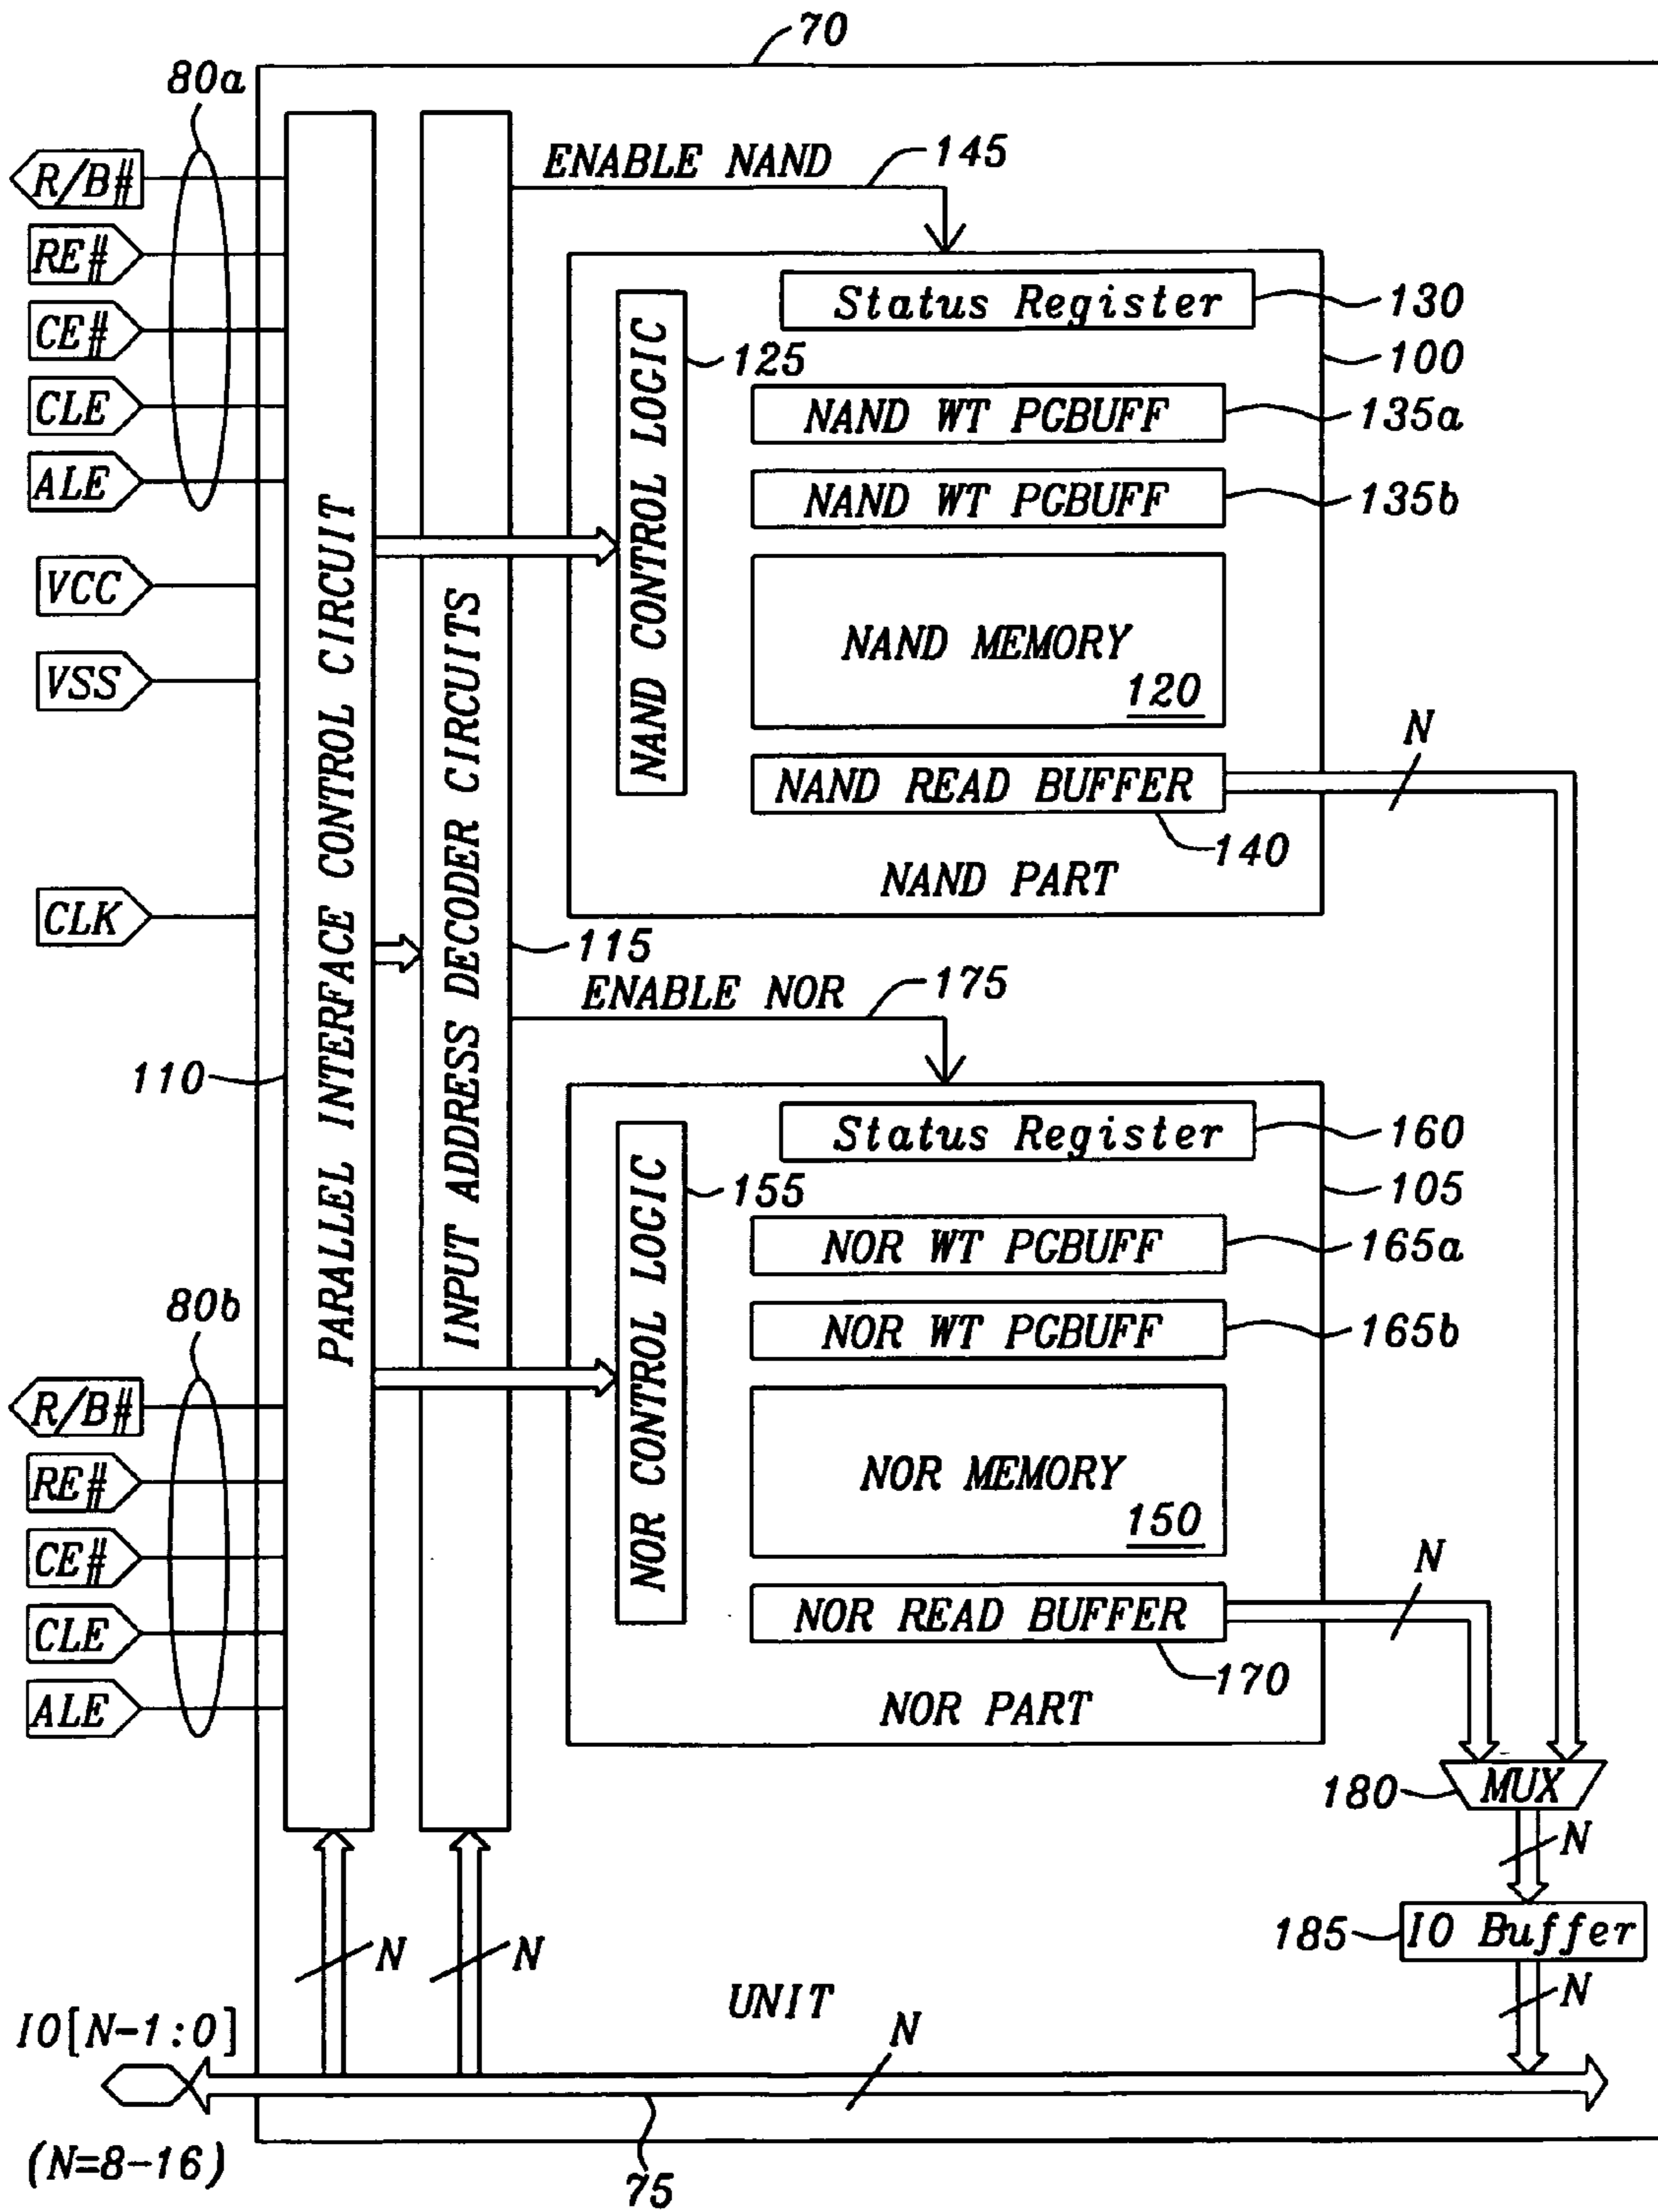 70
80a
R/B#
RE#
CE#
CLE
ALE
VCC
VSS
CLK
110
80b
R/B#
RE#
CE#
CLE
ALE
PARALLEL INTERFACE CONTROL CIRCUIT
INPUT ADDRESS DECODER CIRCUITS
115
ENABLE NAND
145
Status Register
130
NAND CONTROL LOGIC
125
100
NAND WT PGBUFF
135a
NAND WT PGBUFF
135b
NAND MEMORY
120
NAND READ BUFFER
140
NAND PART
N
ENABLE NOR
175
Status Register
160
NOR CONTROL LOGIC
155
105
NOR WT PGBUFF
165a
NOR WT PGBUFF
165b
NOR MEMORY
150
NOR READ BUFFER
170
NOR PART
N
180
MUX
N
185
IO Buffer
N
N
N
UNIT
N
IO[N-1:0]
(N=8-16)
75